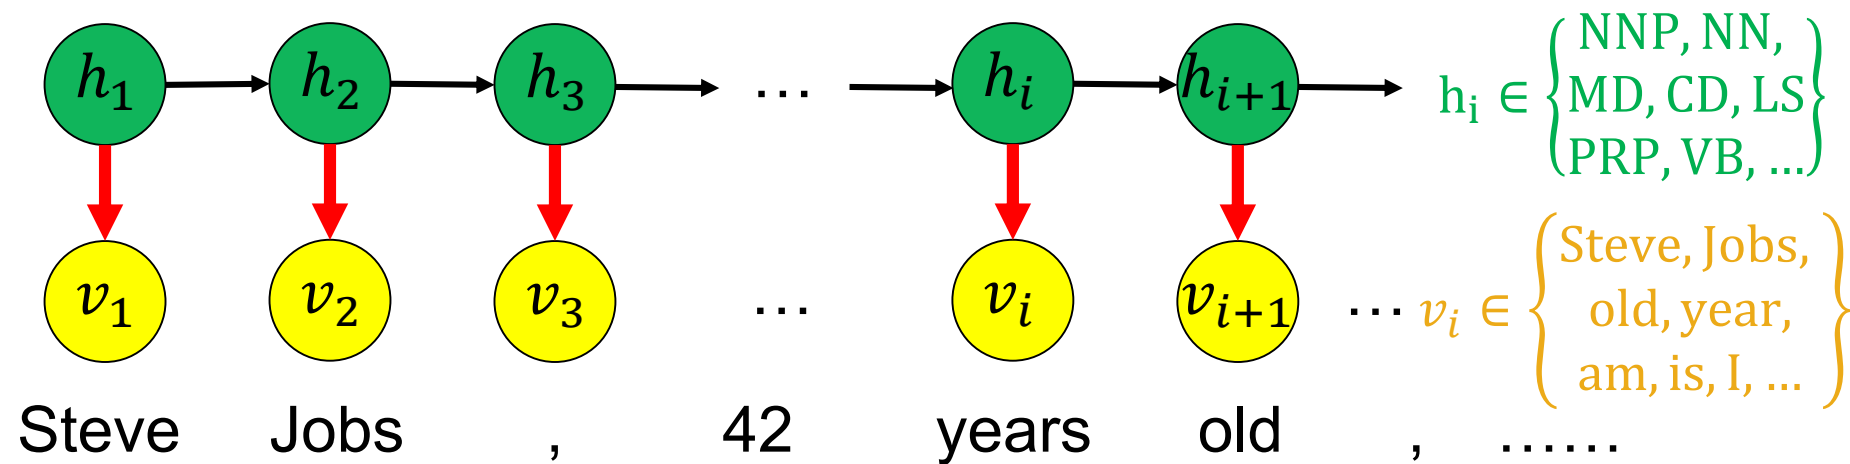 h₁ h₂ h₃ … hᵢ hᵢ₊₁
hᵢ ∈ { NNP, NN,
MD, CD, LS
PRP, VB, … }
v₁ v₂ v₃ … vᵢ vᵢ₊₁ …
vᵢ ∈ { Steve, Jobs,
old, year,
am, is, I, … }
Steve Jobs , 42 years old , ……